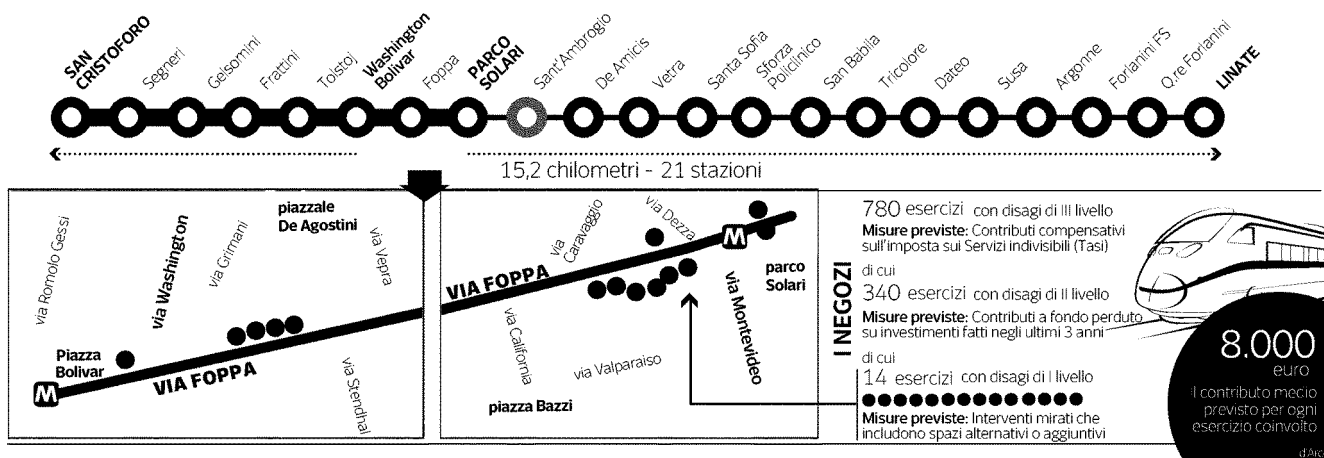 SAN
CRISTOFORO
Segneri
Gelsomini
Frattini
Tolstoj
Washington
Bolivar
Foppa
PARCO
SOLARI
Sant'Ambrogio
De Amicis
Vetra
Santa Sofia
Sforza
Policlinico
San Babila
Tricolore
Dateo
Susa
Argonne
Forlanini FS
Q.re Forlanini
LINATE
15,2 chilometri - 21 stazioni
via Romolo Gessi
via Washington
via Grimani
piazzale
De Agostini
via Vepra
Piazza
Bolivar
M
VIA FOPPA
via Stendhal
VIA FOPPA
via
Caravaggio
via Dezza
M
parco
Solari
via Montevideo
via California
via Valparaiso
piazza Bazzi
I NEGOZI
780 esercizi con disagi di III livello
Misure previste: Contributi compensativi
sull'imposta sui Servizi indivisibili (Tasi)
di cui
340 esercizi con disagi di II livello
Misure previste: Contributi a fondo perduto
su investimenti fatti negli ultimi 3 anni
di cui
14 esercizi con disagi di I livello
Misure previste: Interventi mirati che
includono spazi alternativi o aggiuntivi
8.000
euro
il contributo medio
previsto per ogni
esercizio coinvolto
d'Arco